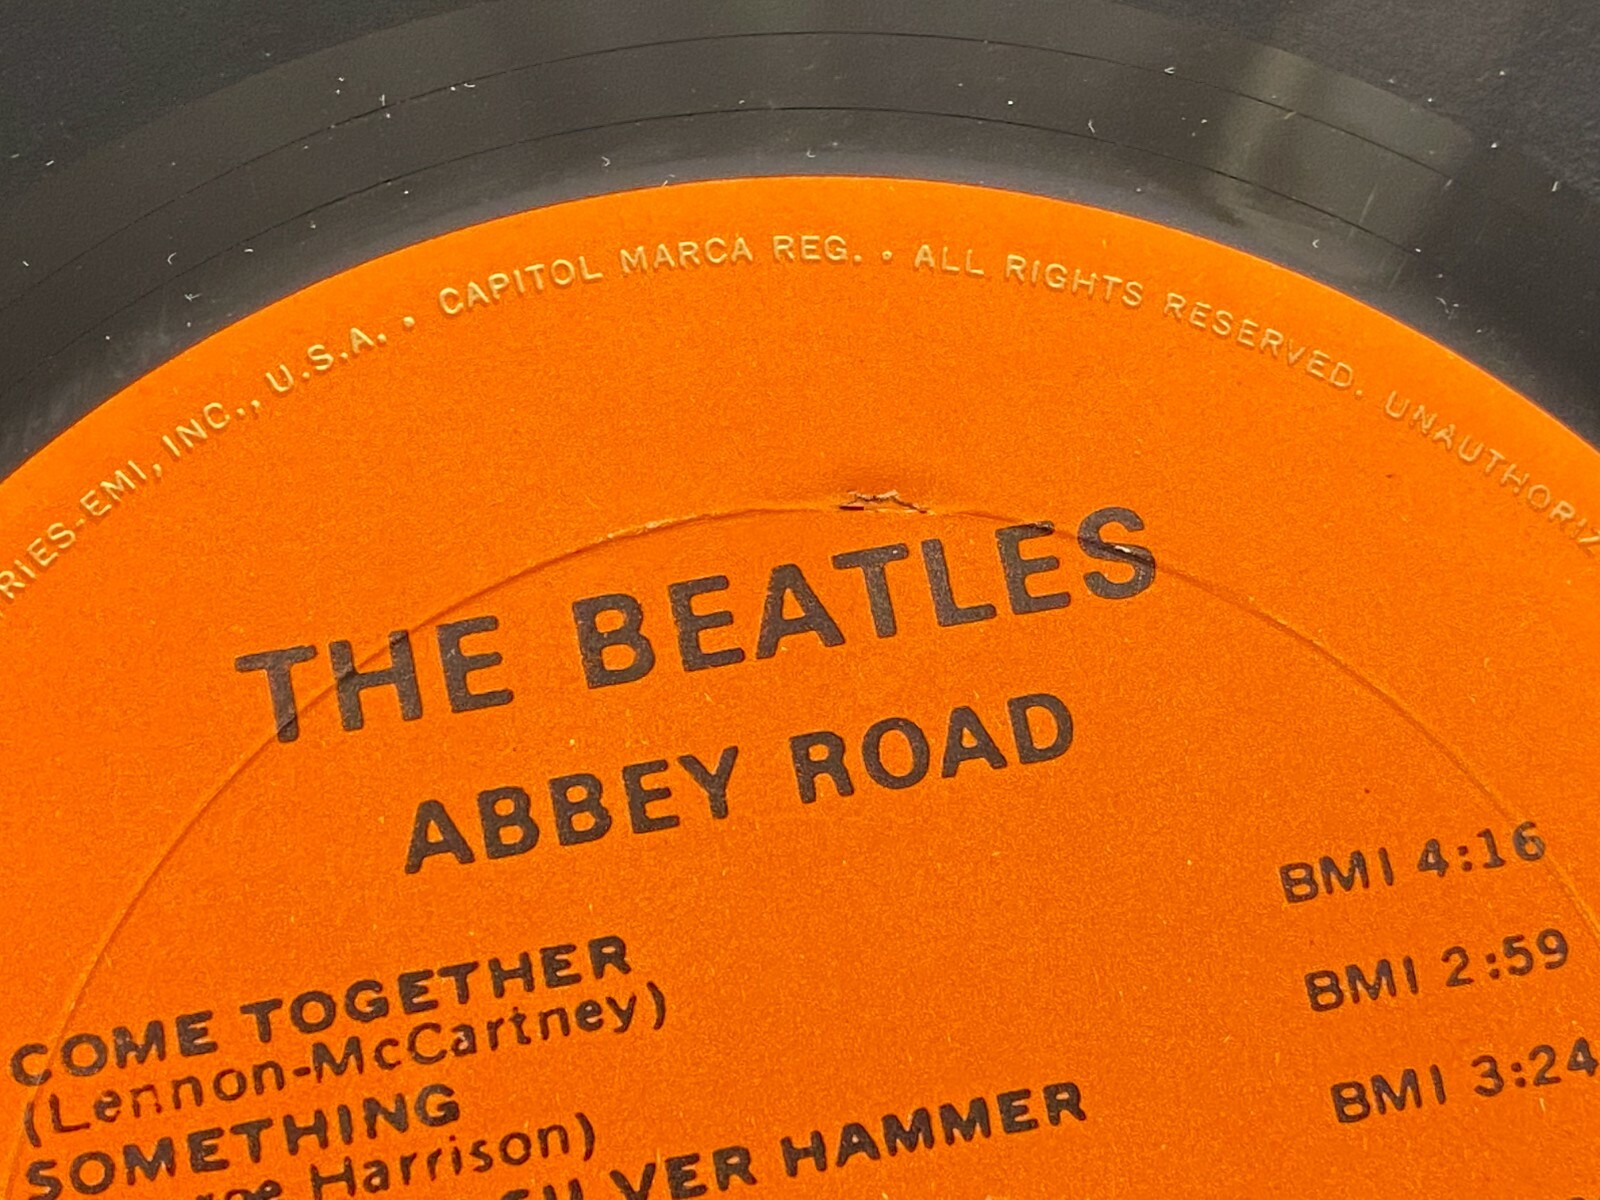 RIES-EMI, INC., U.S.A. • CAPITOL MARCA REG. • ALL RIGHTS RESERVED. UNAUTHORIZ
THE BEATLES
ABBEY ROAD
COME TOGETHER BMI 4:16
(Lennon-McCartney)
SOMETHING BMI 2:59
Harrison)
SILVER HAMMER BMI 3:24